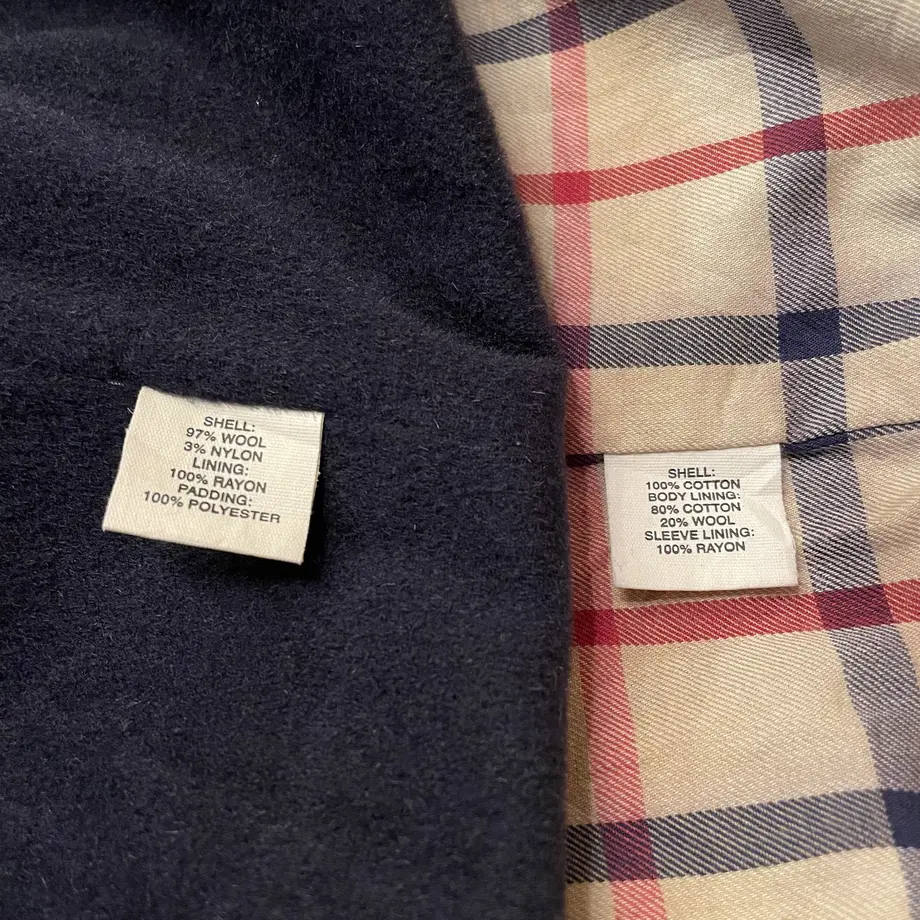 SHELL:
97% WOOL
3% NYLON
LINING:
100% RAYON
PADDING:
100% POLYESTER
SHELL:
100% COTTON
BODY LINING:
80% COTTON
20% WOOL
SLEEVE LINING:
100% RAYON